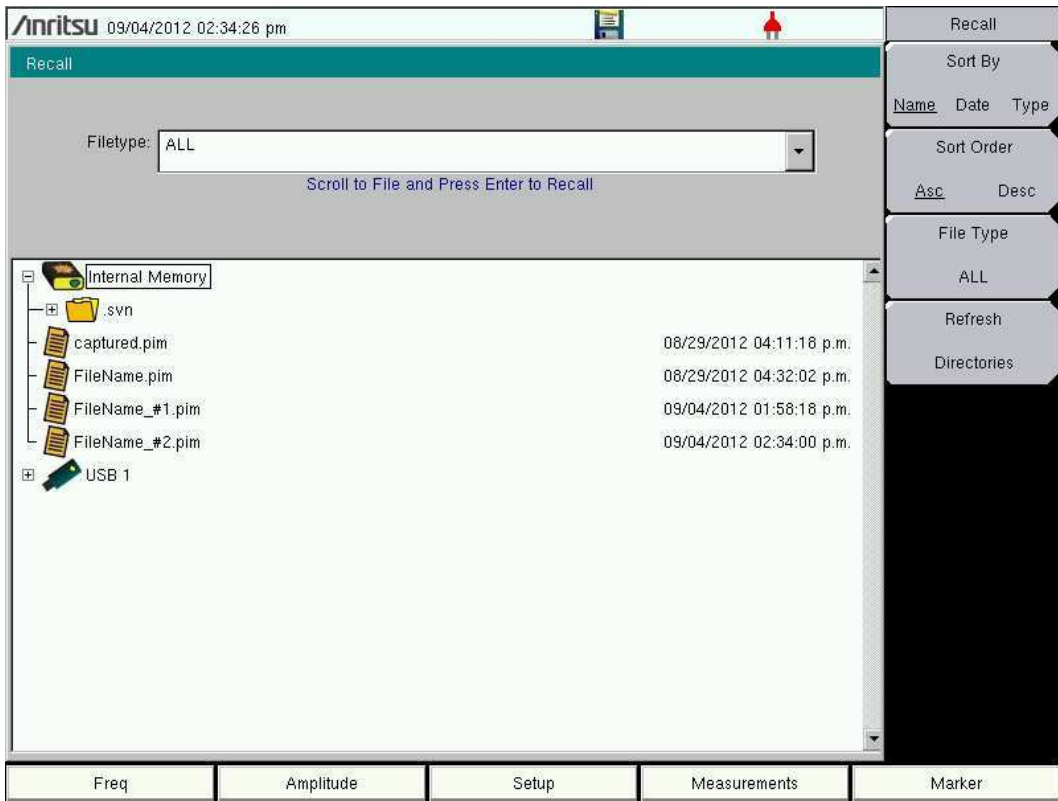 Anritsu 09/04/2012 02:34:26 pm
Recall
Filetype: ALL
Scroll to File and Press Enter to Recall
Internal Memory
.svn
captured.pim 08/29/2012 04:11:18 p.m.
FileName.pim 08/29/2012 04:32:02 p.m.
FileName_#1.pim 09/04/2012 01:58:18 p.m.
FileName_#2.pim 09/04/2012 02:34:00 p.m.
USB 1
Recall
Sort By
Name Date Type
Sort Order
Asc Desc
File Type
ALL
Refresh
Directories
Freq Amplitude Setup Measurements Marker